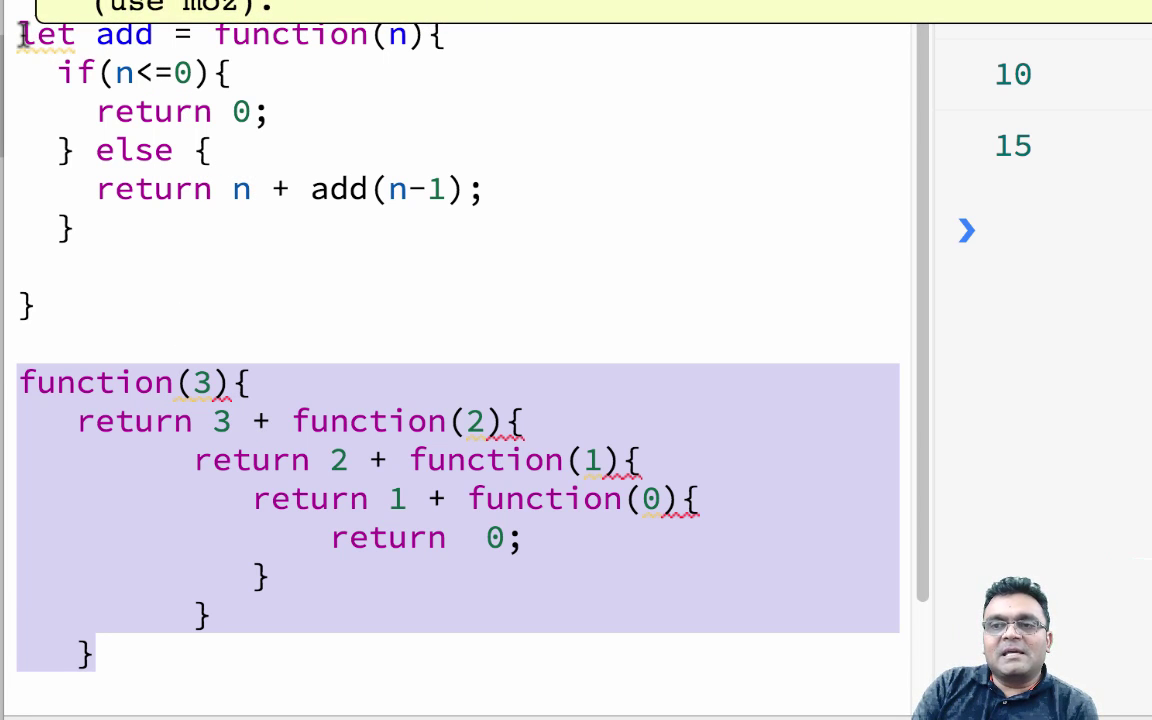 (use moz).
let add = function(n){
if(n<=0){
return 0;
} else {
return n + add(n-1);
}
}
function(3){
return 3 + function(2){
return 2 + function(1){
return 1 + function(0){
return  0;
}
}
}
10
15
❯